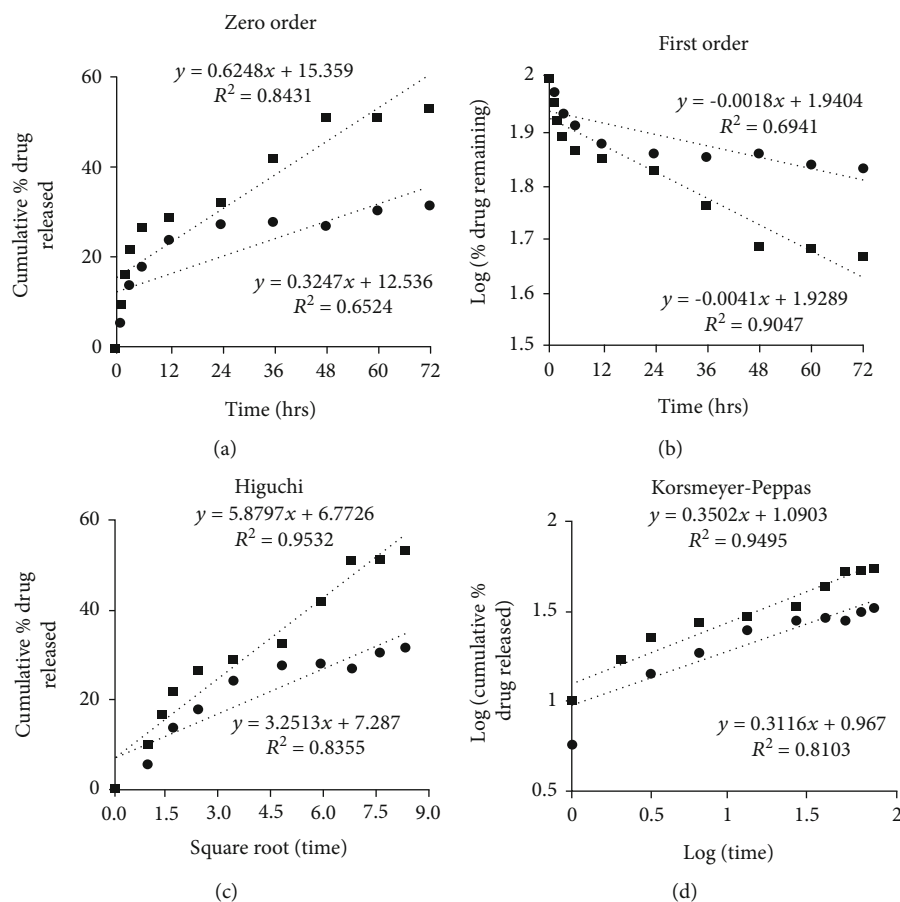 Zero order
y = 0.6248x + 15.359
R² = 0.8431
60
40
20
0
Cumulative % drug
released
y = 0.3247x + 12.536
R² = 0.6524
0 12 24 36 48 60 72
Time (hrs)
(a)
First order
2
1.9
1.8
1.7
1.6
1.5
Log (% drug remaining)
y = -0.0018x + 1.9404
R² = 0.6941
y = -0.0041x + 1.9289
R² = 0.9047
0 12 24 36 48 60 72
Time (hrs)
(b)
Higuchi
y = 5.8797x + 6.7726
R² = 0.9532
60
40
20
0
Cumulative % drug
released
y = 3.2513x + 7.287
R² = 0.8355
0.0 1.5 3.0 4.5 6.0 7.5 9.0
Square root (time)
(c)
Korsmeyer-Peppas
y = 0.3502x + 1.0903
R² = 0.9495
2
1.5
1
0.5
Log (cumulative %
drug released)
y = 0.3116x + 0.967
R² = 0.8103
0 0.5 1 1.5 2
Log (time)
(d)